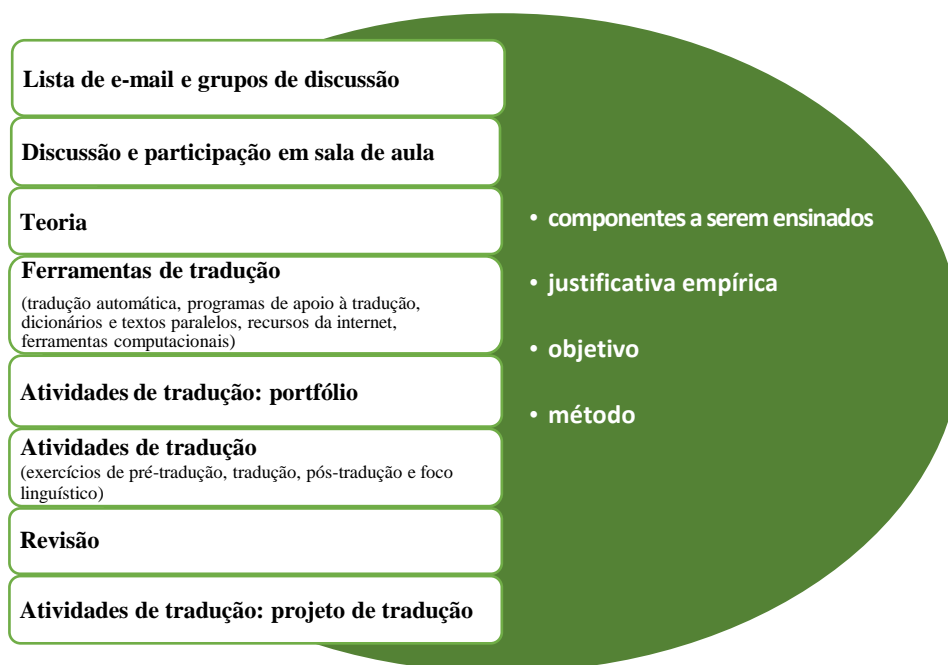 Lista de e-mail e grupos de discussão
Discussão e participação em sala de aula
Teoria
Ferramentas de tradução
(tradução automática, programas de apoio à tradução,
dicionários e textos paralelos, recursos da internet,
ferramentas computacionais)
Atividades de tradução: portfólio
Atividades de tradução
(exercícios de pré-tradução, tradução, pós-tradução e foco
linguístico)
Revisão
Atividades de tradução: projeto de tradução
• componentes a serem ensinados
• justificativa empírica
• objetivo
• método